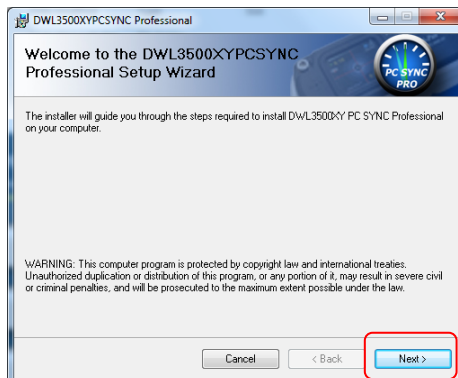 DWL3500XYPCSYNC Professional
Welcome to the DWL3500XYPCSYNC
Professional Setup Wizard
PC SYNC
PRO
The installer will guide you through the steps required to install DWL3500XY PC SYNC Professional
on your computer.
WARNING: This computer program is protected by copyright law and international treaties.
Unauthorized duplication or distribution of this program, or any portion of it, may result in severe civil
or criminal penalties, and will be prosecuted to the maximum extent possible under the law.
Cancel
< Back
Next >